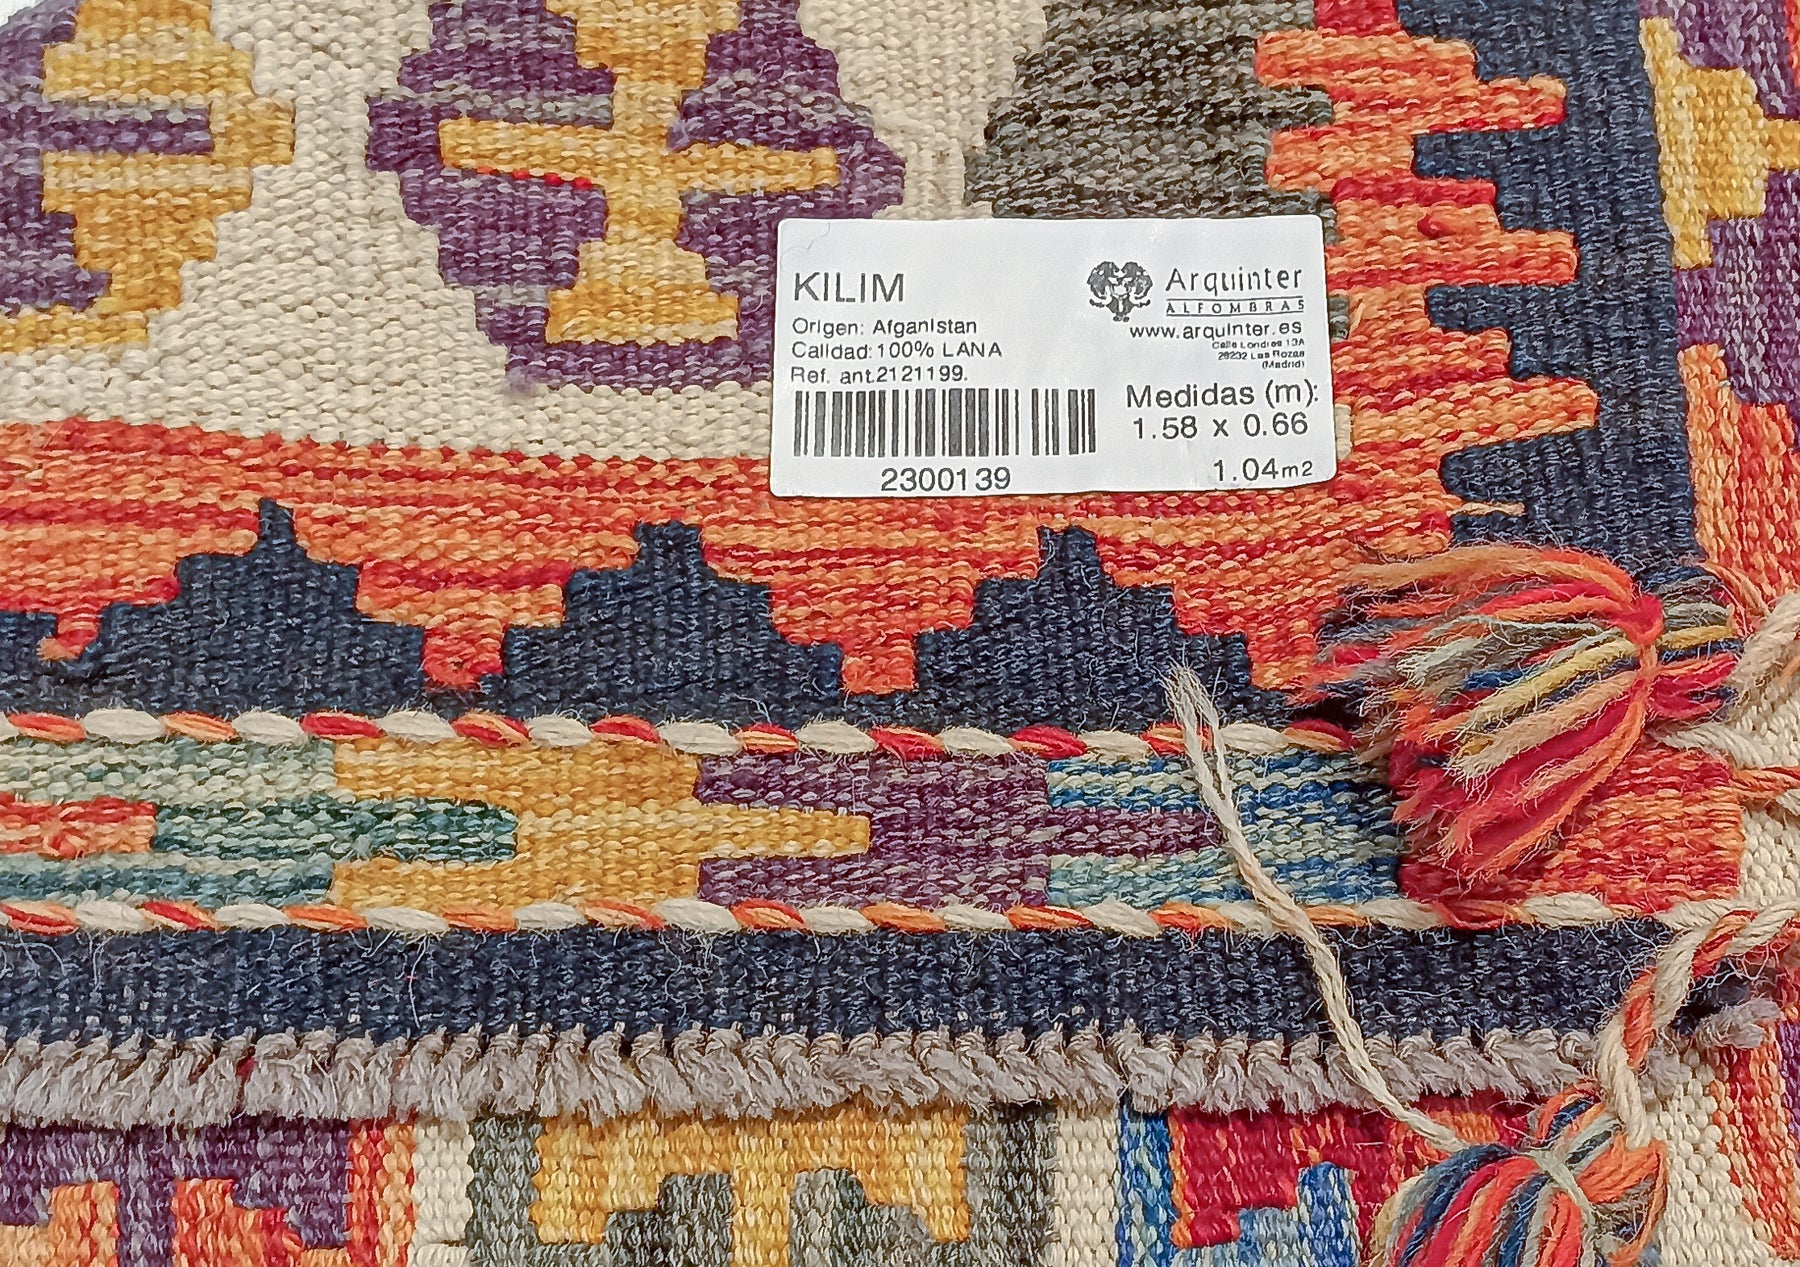 KILIM
Origen: Afganistan
Calidad:100% LANA
Ref. ant.2121199.
2300139
Arquinter
ALFOMBRAS
www.arquinter.es
Calle Londres 13A
28232 Las Rozas
(Madrid)
Medidas (m):
1.58 x 0.66
1.04m2